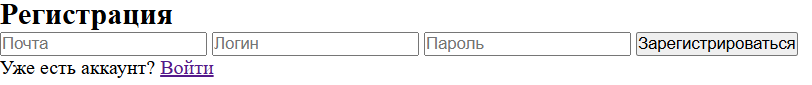 Регистрация
Почта Логин Пароль Зарегистрироваться
Уже есть аккаунт? Войти